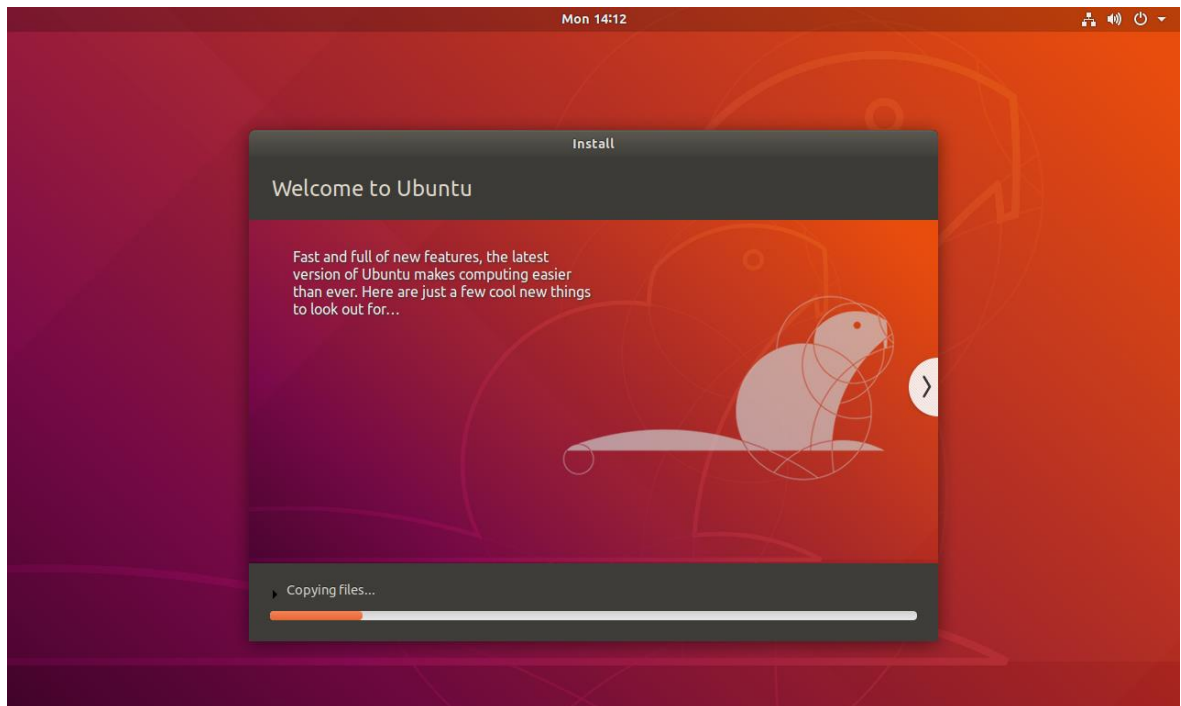 Mon 14:12
Install
Welcome to Ubuntu
Fast and full of new features, the latest
version of Ubuntu makes computing easier
than ever. Here are just a few cool new things
to look out for...
Copying files...